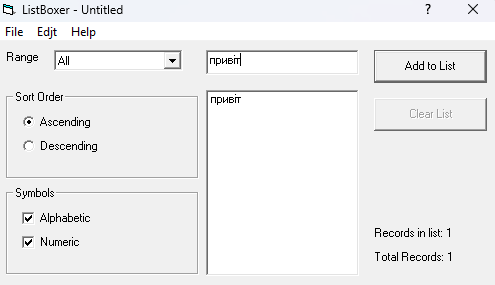 ListBoxer - Untitled
?
File Edjt Help
Range All привіт Add to List
привіт
Clear List
Sort Order
Ascending
Descending
Symbols
Alphabetic
Numeric
Records in list: 1
Total Records: 1